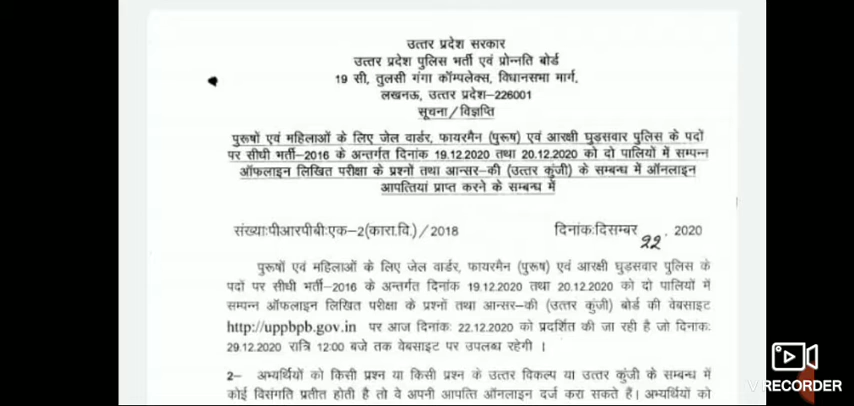 उत्तर प्रदेश सरकार
उत्तर प्रदेश पुलिस भर्ती एवं प्रोन्नति बोर्ड
19 सी, तुलसी गंगा कॉम्पलेक्स, विधानसभा मार्ग,
लखनऊ, उत्तर प्रदेश–226001
सूचना/विज्ञप्ति
पुरूषों एवं महिलाओं के लिए जेल वार्डर, फायरमैन (पुरूष) एवं आरक्षी घुड़सवार पुलिस के पदों
पर सीधी भर्ती–2016 के अन्तर्गत दिनांक 19.12.2020 तथा 20.12.2020 को दो पालियों में सम्पन्न
ऑफलाइन लिखित परीक्षा के प्रश्नों तथा आन्सर–की (उत्तर कुंजी) के सम्बन्ध में ऑनलाइन
आपत्तियां प्राप्त करने के सम्बन्ध में
संख्या:पीआरपीबी:एक–2(कारा.वि.)/2018 दिनांक:दिसम्बर 22, 2020
पुरूषों एवं महिलाओं के लिए जेल वार्डर, फायरमैन (पुरूष) एवं आरक्षी घुड़सवार पुलिस के
पदों पर सीधी भर्ती–2016 के अन्तर्गत दिनांक 19.12.2020 तथा 20.12.2020 को दो पालियों में
सम्पन्न ऑफलाइन लिखित परीक्षा के प्रश्नों तथा आन्सर–की (उत्तर कुंजी) बोर्ड की वेबसाइट
http://uppbpb.gov.in पर आज दिनांक: 22.12.2020 को प्रदर्शित की जा रही है जो दिनांक:
29.12.2020 रात्रि 12:00 बजे तक वेबसाइट पर उपलब्ध रहेगी ।
2– अभ्यर्थियों को किसी प्रश्न या किसी प्रश्न के उत्तर विकल्प या उत्तर कुंजी के सम्बन्ध में
कोई विसंगति प्रतीत होती है तो वे अपनी आपत्ति ऑनलाइन दर्ज करा सकते हैं। अभ्यर्थियों को
RECORDER